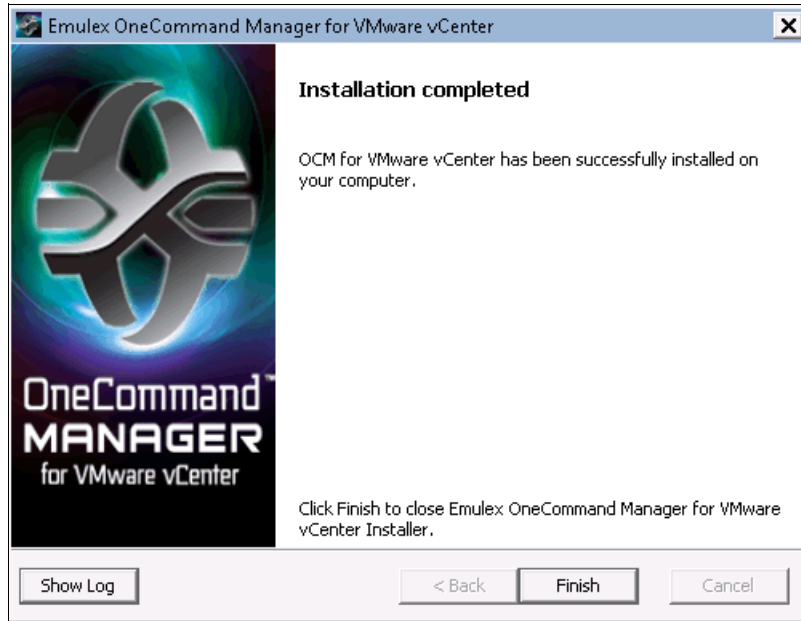 Emulex OneCommand Manager for VMware vCenter
Installation completed
OCM for VMware vCenter has been successfully installed on
your computer.
OneCommand™
MANAGER
for VMware vCenter
Click Finish to close Emulex OneCommand Manager for VMware
vCenter Installer.
Show Log
< Back
Finish
Cancel